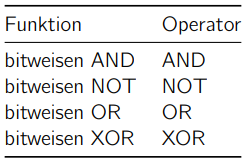 Funktion Operator
bitweisen AND AND
bitweisen NOT NOT
bitweisen OR OR
bitweisen XOR XOR